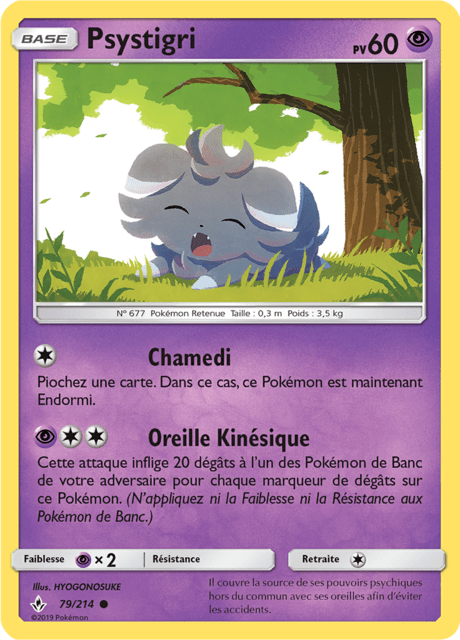 BASE Psystigri PV60
N° 677 Pokémon Retenue Taille : 0,3 m Poids : 3,5 kg
Chamedi
Piochez une carte. Dans ce cas, ce Pokémon est maintenant
Endormi.
Oreille Kinésique
Cette attaque inflige 20 dégâts à l'un des Pokémon de Banc
de votre adversaire pour chaque marqueur de dégâts sur
ce Pokémon. (N'appliquez ni la Faiblesse ni la Résistance aux
Pokémon de Banc.)
Faiblesse ×2 Résistance Retraite
Illus. HYOGONOSUKE
79/214
©2019 Pokémon
Il couvre la source de ses pouvoirs psychiques
hors du commun avec ses oreilles afin d'éviter
les accidents.